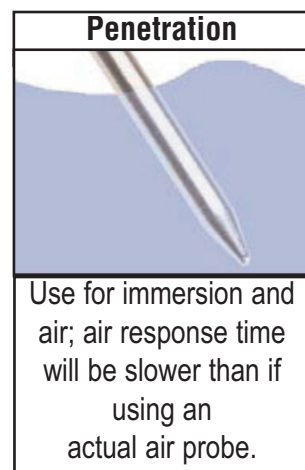 Penetration
Use for immersion and
air; air response time
will be slower than if
using an
actual air probe.